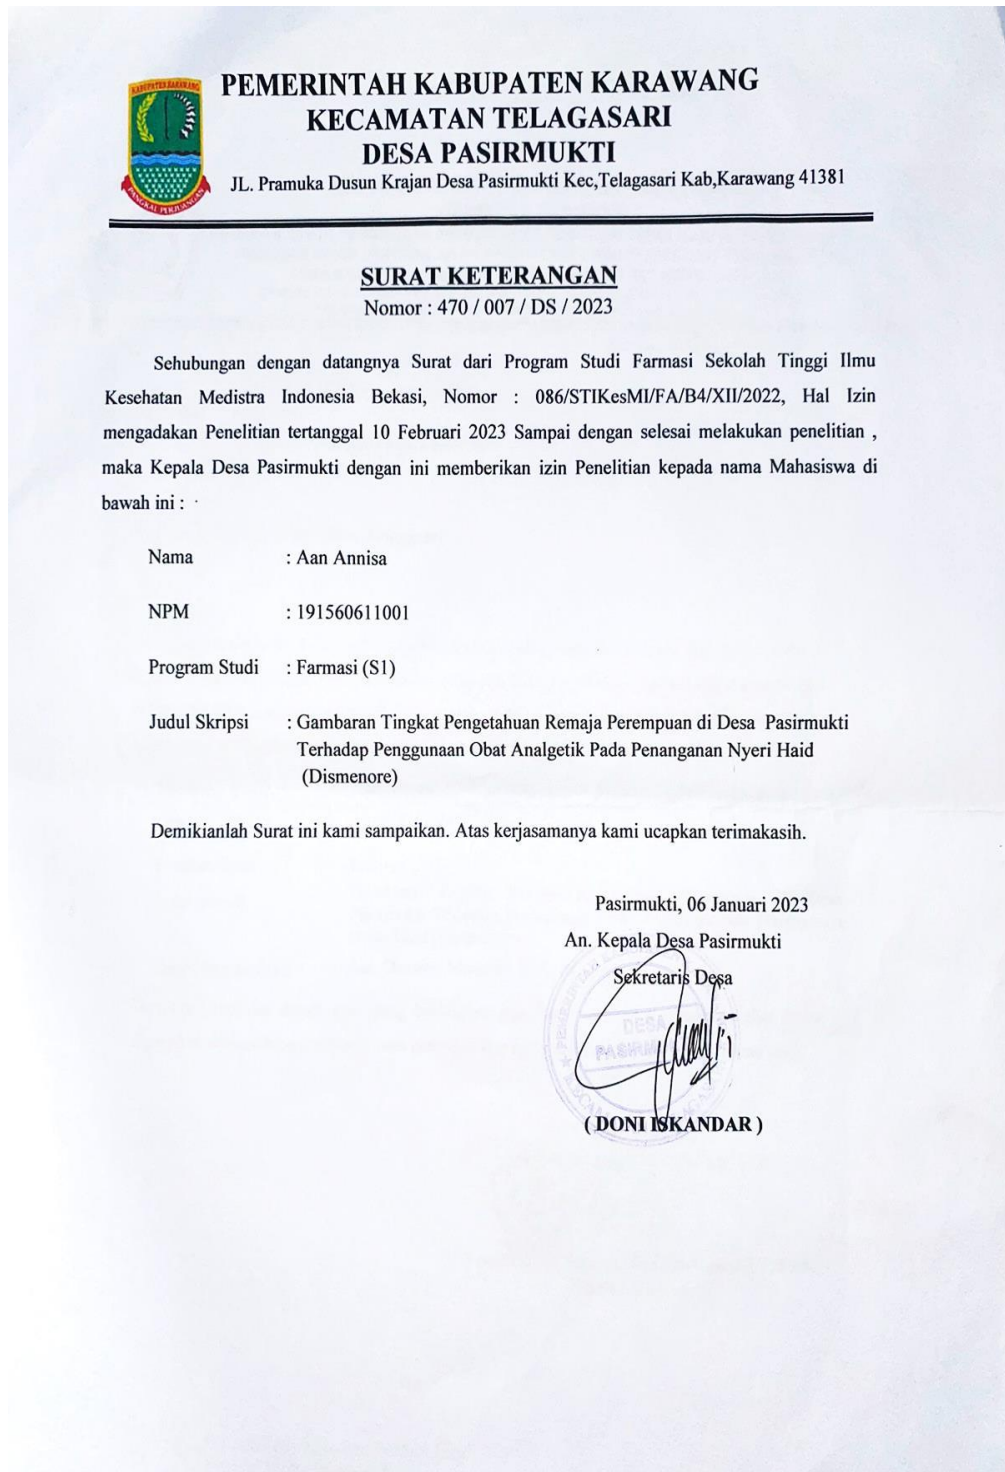 KABUPATEN KARAWANG
PANGKAL PERJUANGAN
PEMERINTAH KABUPATEN KARAWANG
KECAMATAN TELAGASARI
DESA PASIRMUKTI
JL. Pramuka Dusun Krajan Desa Pasirmukti Kec,Telagasari Kab,Karawang 41381
SURAT KETERANGAN
Nomor : 470 / 007 / DS / 2023
Sehubungan dengan datangnya Surat dari Program Studi Farmasi Sekolah Tinggi Ilmu
Kesehatan Medistra Indonesia Bekasi, Nomor : 086/STIKesMI/FA/B4/XII/2022, Hal Izin
mengadakan Penelitian tertanggal 10 Februari 2023 Sampai dengan selesai melakukan penelitian ,
maka Kepala Desa Pasirmukti dengan ini memberikan izin Penelitian kepada nama Mahasiswa di
bawah ini :
Nama : Aan Annisa
NPM : 191560611001
Program Studi : Farmasi (S1)
Judul Skripsi : Gambaran Tingkat Pengetahuan Remaja Perempuan di Desa Pasirmukti
Terhadap Penggunaan Obat Analgetik Pada Penanganan Nyeri Haid
(Dismenore)
Demikianlah Surat ini kami sampaikan. Atas kerjasamanya kami ucapkan terimakasih.
Pasirmukti, 06 Januari 2023
An. Kepala Desa Pasirmukti
Sekretaris Desa
DESA
( DONI ISKANDAR )